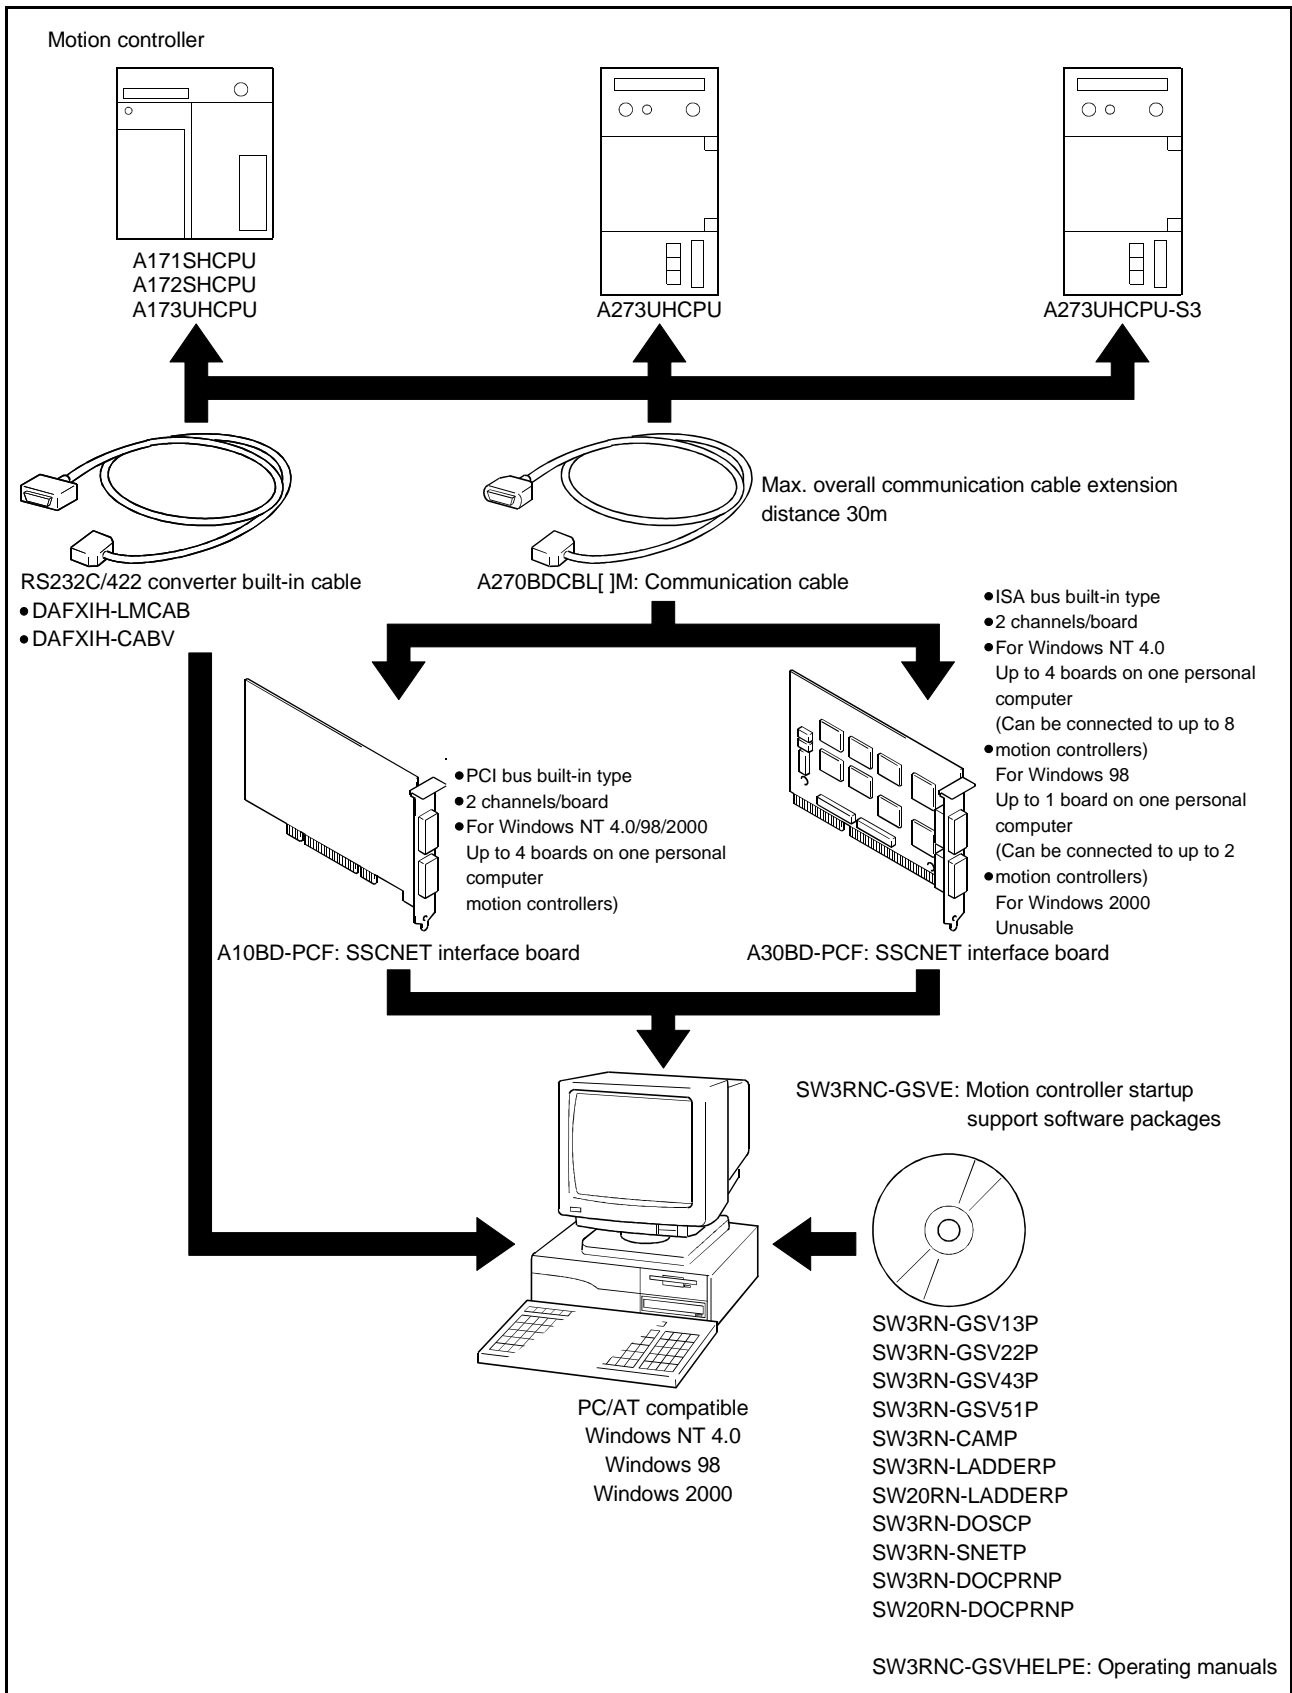 Motion controller
A171SHCPU
A172SHCPU
A173UHCPU
A273UHCPU
A273UHCPU-S3
Max. overall communication cable extension
distance 30m
RS232C/422 converter built-in cable
● DAFXIH-LMCAB
● DAFXIH-CABV
A270BDCBL[ ]M: Communication cable
●ISA bus built-in type
●2 channels/board
●For Windows NT 4.0
Up to 4 boards on one personal
computer
(Can be connected to up to 8
●motion controllers)
For Windows 98
Up to 1 board on one personal
computer
(Can be connected to up to 2
●motion controllers)
For Windows 2000
Unusable
●PCI bus built-in type
●2 channels/board
●For Windows NT 4.0/98/2000
Up to 4 boards on one personal
computer
motion controllers)
A10BD-PCF: SSCNET interface board
A30BD-PCF: SSCNET interface board
SW3RNC-GSVE: Motion controller startup
support software packages
PC/AT compatible
Windows NT 4.0
Windows 98
Windows 2000
SW3RN-GSV13P
SW3RN-GSV22P
SW3RN-GSV43P
SW3RN-GSV51P
SW3RN-CAMP
SW3RN-LADDERP
SW20RN-LADDERP
SW3RN-DOSCP
SW3RN-SNETP
SW3RN-DOCPRNP
SW20RN-DOCPRNP
SW3RNC-GSVHELPE: Operating manuals